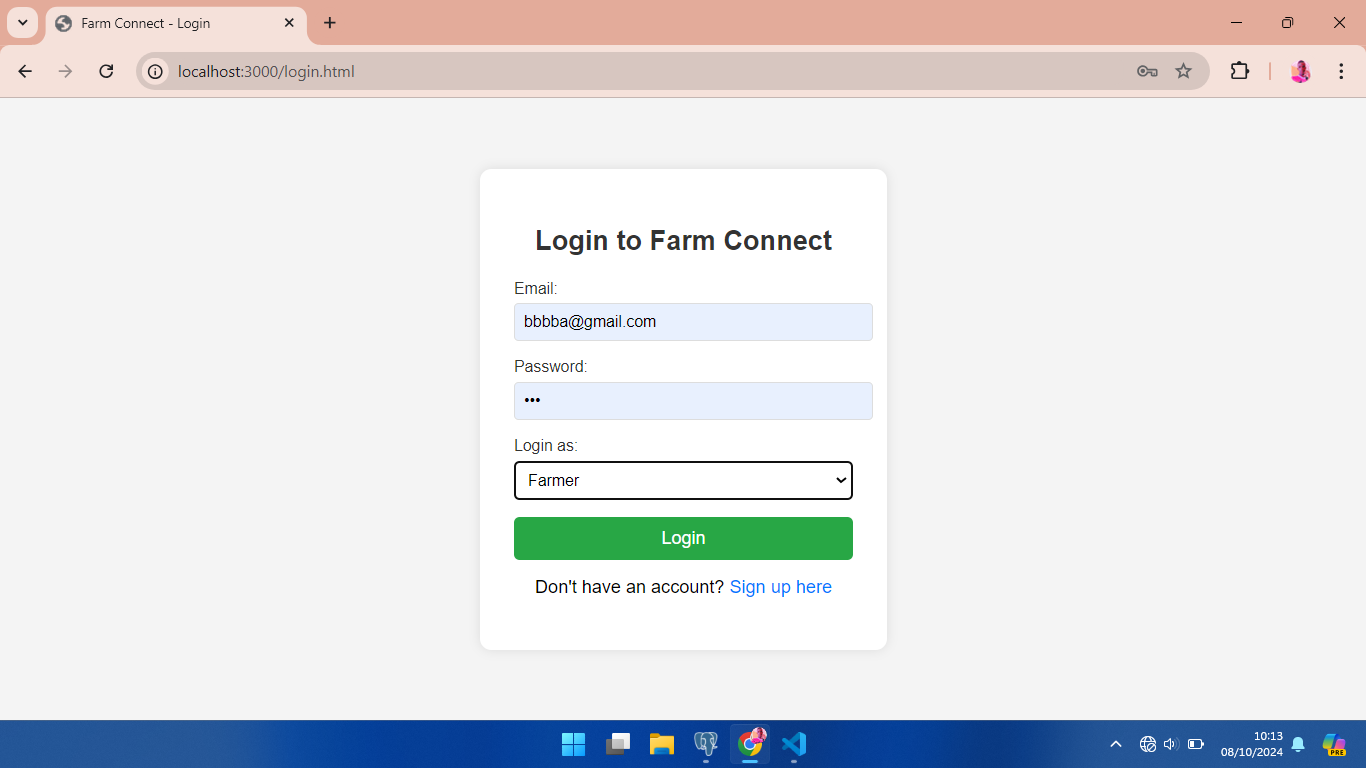 Farm Connect - Login
localhost:3000/login.html
Login to Farm Connect
Email:
bbbba@gmail.com
Password:
•••
Login as:
Farmer
Login
Don't have an account? Sign up here
10:13
08/10/2024
PRE